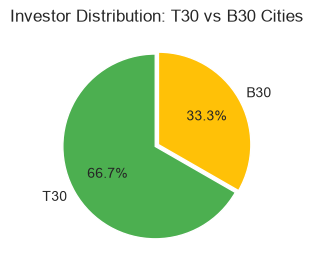 Investor Distribution: T30 vs B30 Cities
B30
33.3%
66.7%
T30